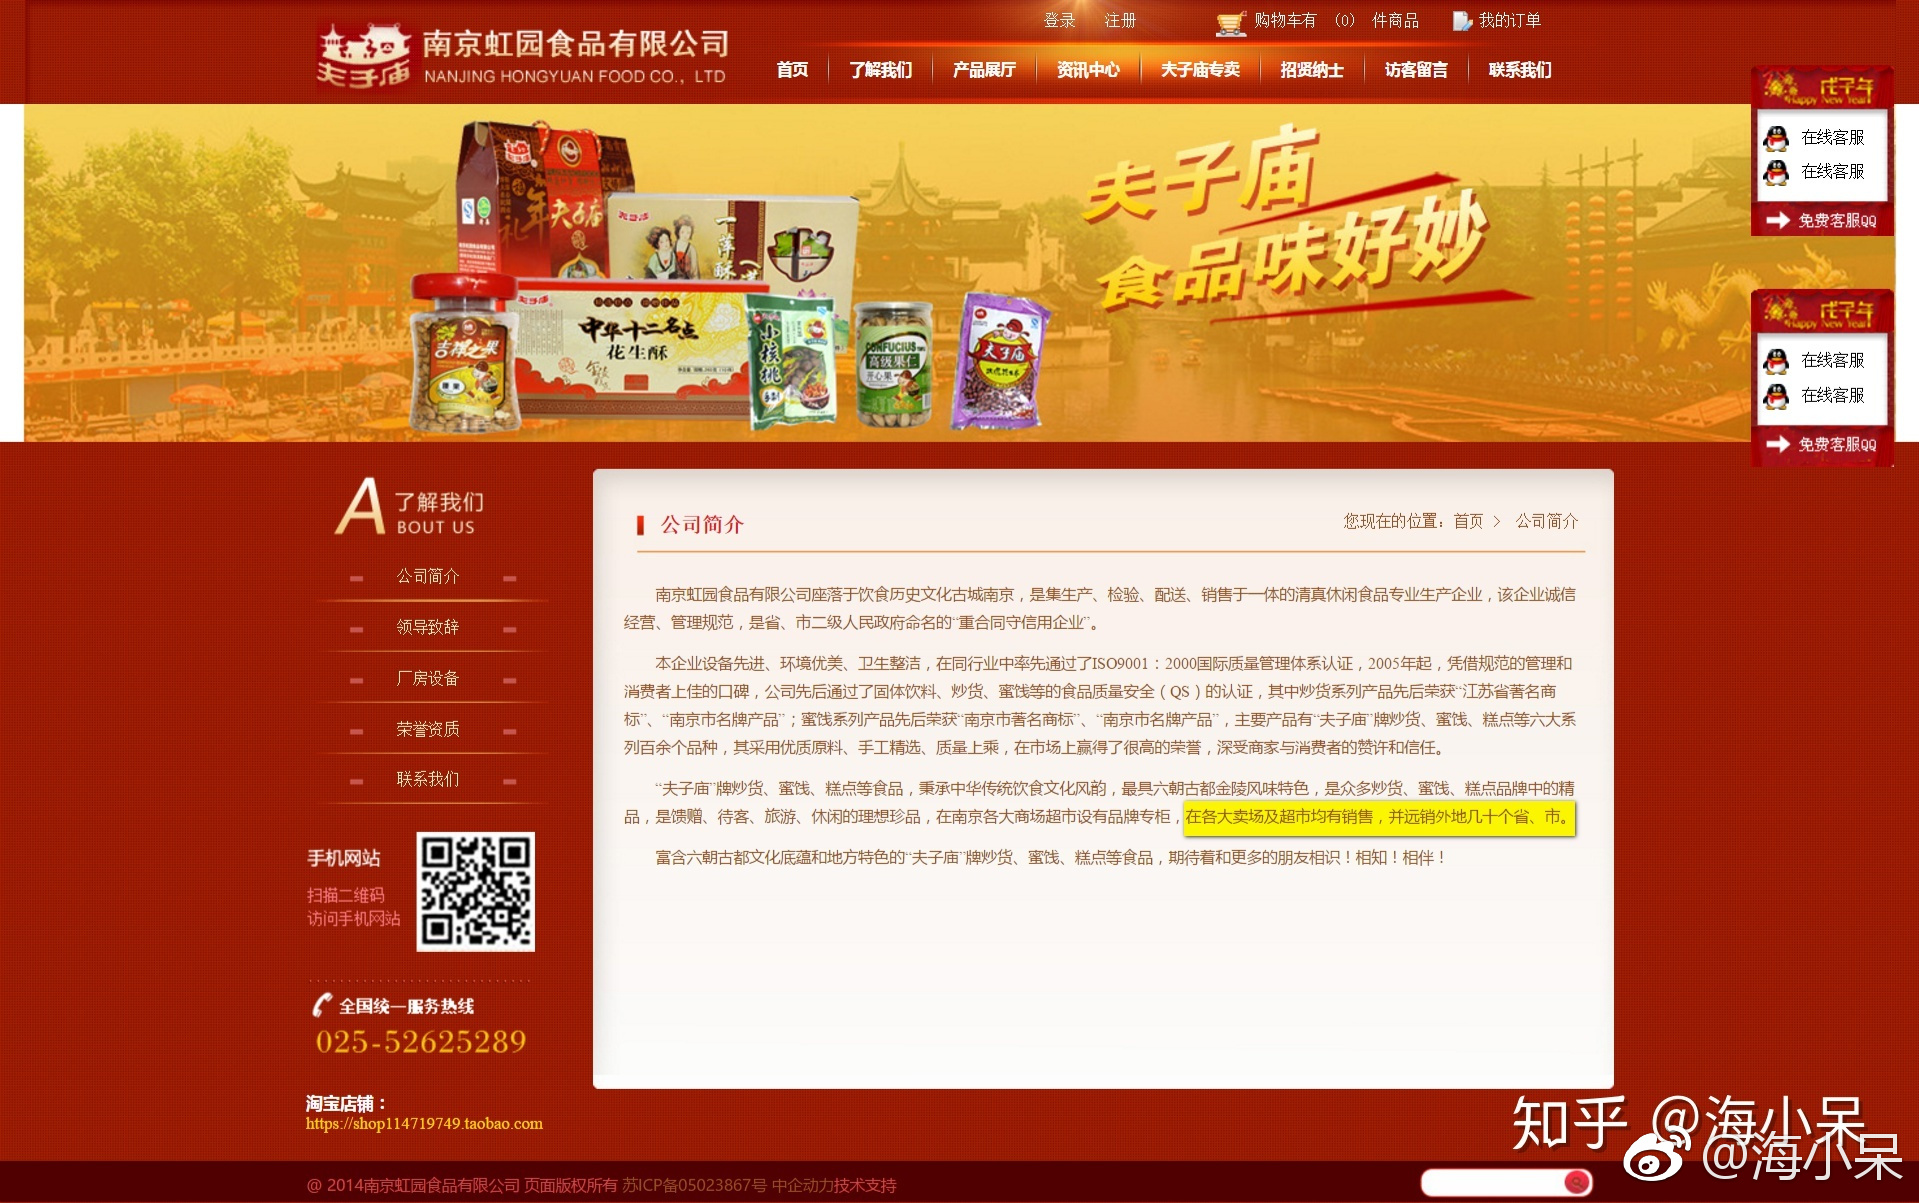 登录 注册 购物车有 （0） 件商品 我的订单
夫子庙
南京虹园食品有限公司
NANJING HONGYUAN FOOD CO., LTD
首页 了解我们 产品展厅 资讯中心 夫子庙专卖 招贤纳士 访客留言 联系我们
戊子年
Happy New Year
在线客服
在线客服
免费客服QQ
戊子年
Happy New Year
在线客服
在线客服
免费客服QQ
夫子庙
食品味好妙
夫子庙
中华十二名点
花生酥
吉祥之果
小核桃
CONFUCIUS
高级果仁
开心果
夫子庙
A 了解我们
BOUT US
公司简介
领导致辞
厂房设备
荣誉资质
联系我们
手机网站
扫描二维码
访问手机网站
全国统一服务热线
025-52625289
淘宝店铺：
https://shop114719749.taobao.com
公司简介
您现在的位置：首页 > 公司简介
南京虹园食品有限公司座落于饮食历史文化古城南京，是集生产、检验、配送、销售于一体的清真休闲食品专业生产企业，该企业诚信
经营、管理规范，是省、市二级人民政府命名的“重合同守信用企业”。
本企业设备先进、环境优美、卫生整洁，在同行业中率先通过了ISO9001：2000国际质量管理体系认证，2005年起，凭借规范的管理和
消费者上佳的口碑，公司先后通过了固体饮料、炒货、蜜饯等的食品质量安全（QS）的认证，其中炒货系列产品先后荣获“江苏省著名商
标”、“南京市名牌产品”；蜜饯系列产品先后荣获“南京市著名商标”、“南京市名牌产品”，主要产品有“夫子庙”牌炒货、蜜饯、糕点等六大系
列百余个品种，其采用优质原料、手工精选、质量上乘，在市场上赢得了很高的荣誉，深受商家与消费者的赞许和信任。
“夫子庙”牌炒货、蜜饯、糕点等食品，秉承中华传统饮食文化风韵，最具六朝古都金陵风味特色，是众多炒货、蜜饯、糕点品牌中的精
品，是馈赠、待客、旅游、休闲的理想珍品，在南京各大商场超市设有品牌专柜，在各大卖场及超市均有销售，并远销外地几十个省、市。
富含六朝古都文化底蕴和地方特色的“夫子庙”牌炒货、蜜饯、糕点等食品，期待着和更多的朋友相识！相知！相伴！
@ 2014南京虹园食品有限公司 页面版权所有 苏ICP备05023867号 中企动力技术支持
知乎 @海小呆
@海小呆